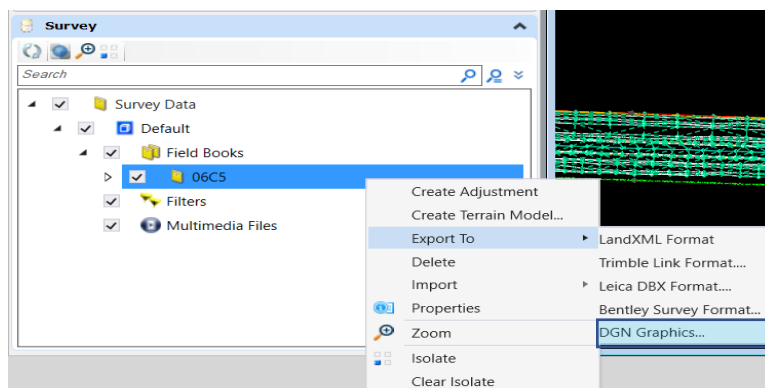 Survey
Search
Survey Data
Default
Field Books
06C5
Filters
Multimedia Files
Create Adjustment
Create Terrain Model...
Export To
Delete
Import
Properties
Zoom
Isolate
Clear Isolate
LandXML Format
Trimble Link Format....
Leica DBX Format....
Bentley Survey Format...
DGN Graphics...